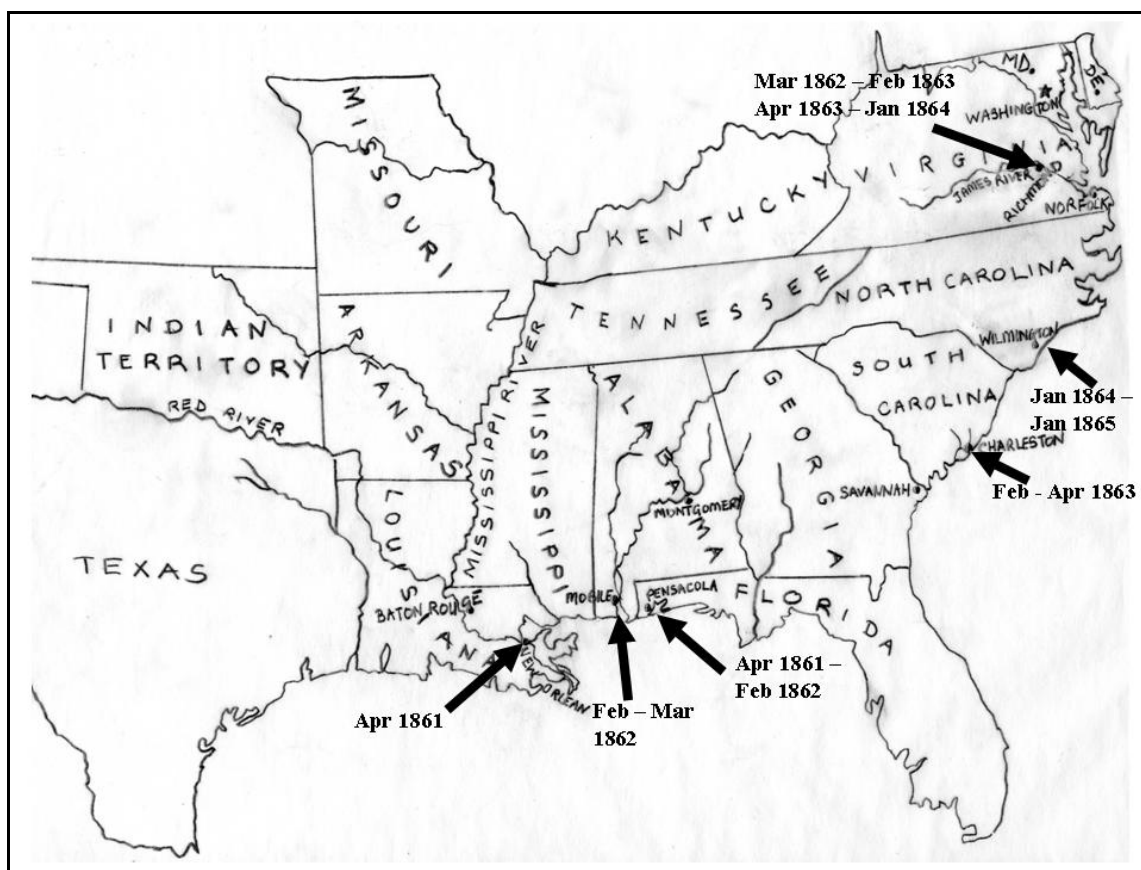 MD.
DE.
Mar 1862 – Feb 1863
Apr 1863 – Jan 1864
WASHINGTON
MISSOURI
KENTUCKY
VIRGINIA
JAMES RIVER
RICHMOND
NORFOLK
INDIAN
TERRITORY
RED RIVER
ARKANSAS
TENNESSEE
NORTH CAROLINA
WILMINGTON
SOUTH
CAROLINA
Jan 1864 –
Jan 1865
CHARLESTON
Feb - Apr 1863
MISSISSIPPI RIVER
MISSISSIPPI
ALABAMA
GEORGIA
SAVANNAH
MONTGOMERY
TEXAS
LOUISIANA
BATON ROUGE
MOBILE
PENSACOLA
FLORIDA
NEW ORLEAN
Apr 1861
Feb – Mar
1862
Apr 1861 –
Feb 1862